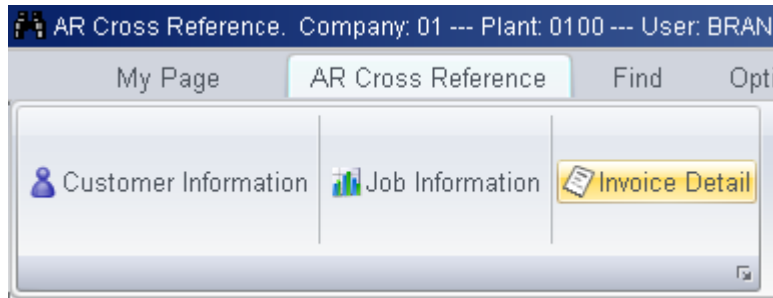 AR Cross Reference. Company: 01 --- Plant: 0100 --- User: BRAN
My Page AR Cross Reference Find Opti
Customer Information Job Information Invoice Detail